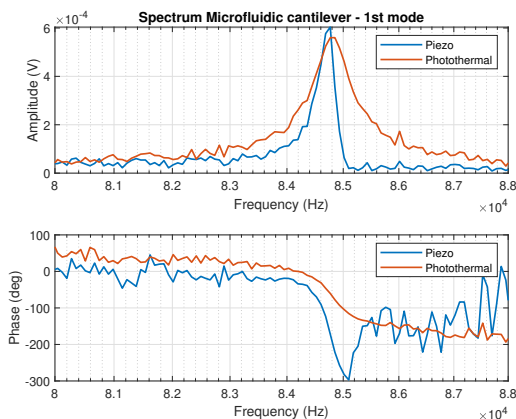 Spectrum Microfluidic cantilever - 1st mode
×10⁻⁴
6
4
2
0
Amplitude (V)
Piezo
Photothermal
8 8.1 8.2 8.3 8.4 8.5 8.6 8.7 8.8
Frequency (Hz)
×10⁴
100
0
-100
-200
-300
Phase (deg)
Piezo
Photothermal
8 8.1 8.2 8.3 8.4 8.5 8.6 8.7 8.8
Frequency (Hz)
×10⁴